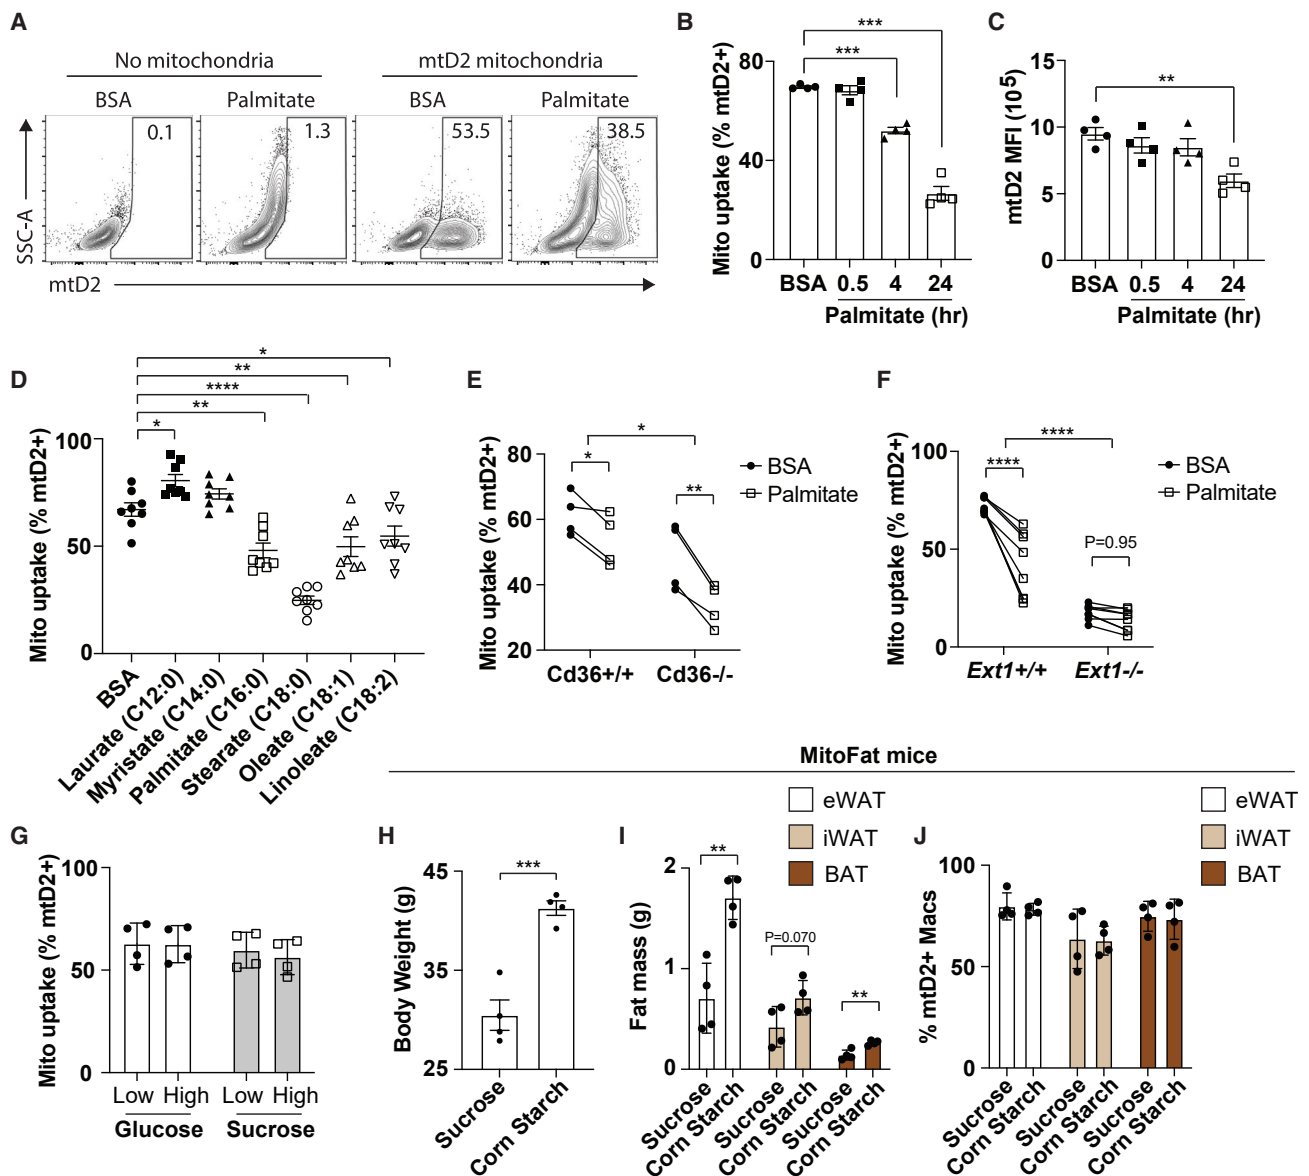 A
No mitochondria
mtD2 mitochondria
BSA
Palmitate
BSA
Palmitate
0.1
1.3
53.5
38.5
SSC-A
mtD2
B
Mito uptake (% mtD2+)
80
40
0
***
***
BSA 0.5 4 24
Palmitate (hr)
C
mtD2 MFI (10⁵)
15
10
5
0
**
BSA 0.5 4 24
Palmitate (hr)
D
Mito uptake (% mtD2+)
100
50
0
*
**
****
**
*
BSA
Laurate (C12:0)
Myristate (C14:0)
Palmitate (C16:0)
Stearate (C18:0)
Oleate (C18:1)
Linoleate (C18:2)
E
Mito uptake (% mtD2+)
80
60
40
20
*
*
**
BSA
Palmitate
Cd36+/+ Cd36-/-
F
Mito uptake (% mtD2+)
100
50
0
****
****
P=0.95
BSA
Palmitate
Ext1+/+ Ext1-/-
MitoFat mice
G
Mito uptake (% mtD2+)
100
50
0
Low High Low High
Glucose Sucrose
H
Body Weight (g)
45
35
25
***
Sucrose
Corn Starch
I
eWAT
iWAT
BAT
Fat mass (g)
2
1
0
**
P=0.070
**
Sucrose
Corn Starch
Sucrose
Corn Starch
Sucrose
Corn Starch
J
eWAT
iWAT
BAT
% mtD2+ Macs
100
50
0
Sucrose
Corn Starch
Sucrose
Corn Starch
Sucrose
Corn Starch